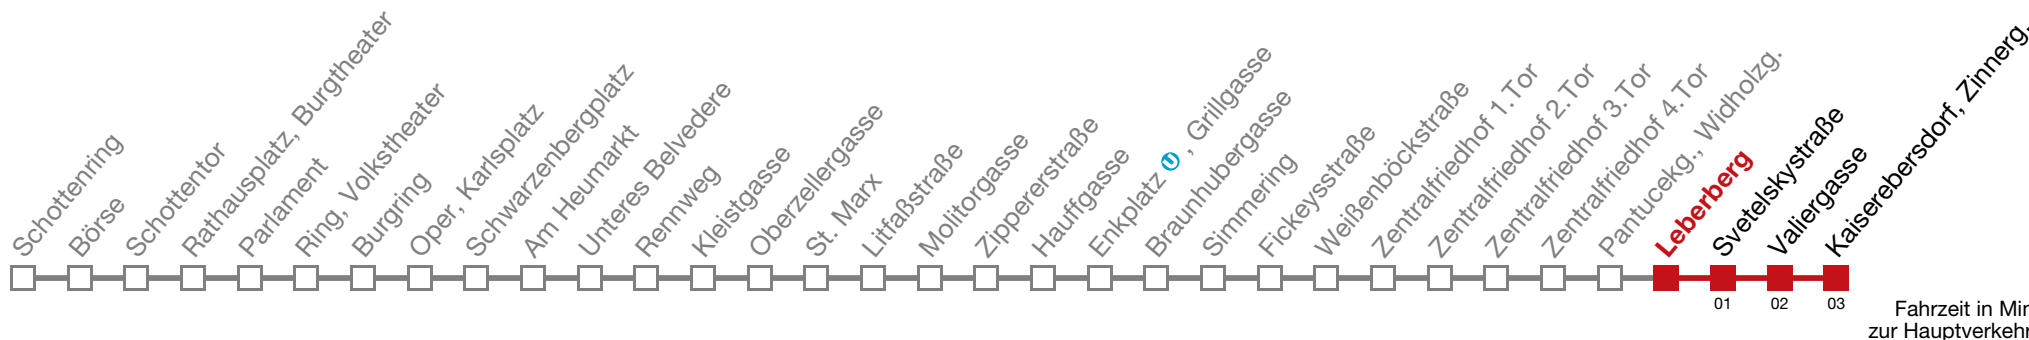 Schottenring
Börse
Schottentor
Rathausplatz, Burgtheater
Parlament
Ring, Volkstheater
Burgring
Oper, Karlsplatz
Schwarzenbergplatz
Am Heumarkt
Unteres Belvedere
Rennweg
Kleistgasse
Oberzellergasse
St. Marx
Litfaßstraße
Molitorgasse
Zippererstraße
Hauffgasse
Enkplatz U, Grillgasse
Braunhubergasse
Simmering
Fickeysstraße
Weißenböckstraße
Zentralfriedhof 1.Tor
Zentralfriedhof 2.Tor
Zentralfriedhof 3.Tor
Zentralfriedhof 4.Tor
Pantucekg., Widholzg.
Leberberg
Svetelskystraße
Valiergasse
Kaiserebersdorf, Zinnerg.
01 02 03
Fahrzeit in Min
zur Hauptverkehr